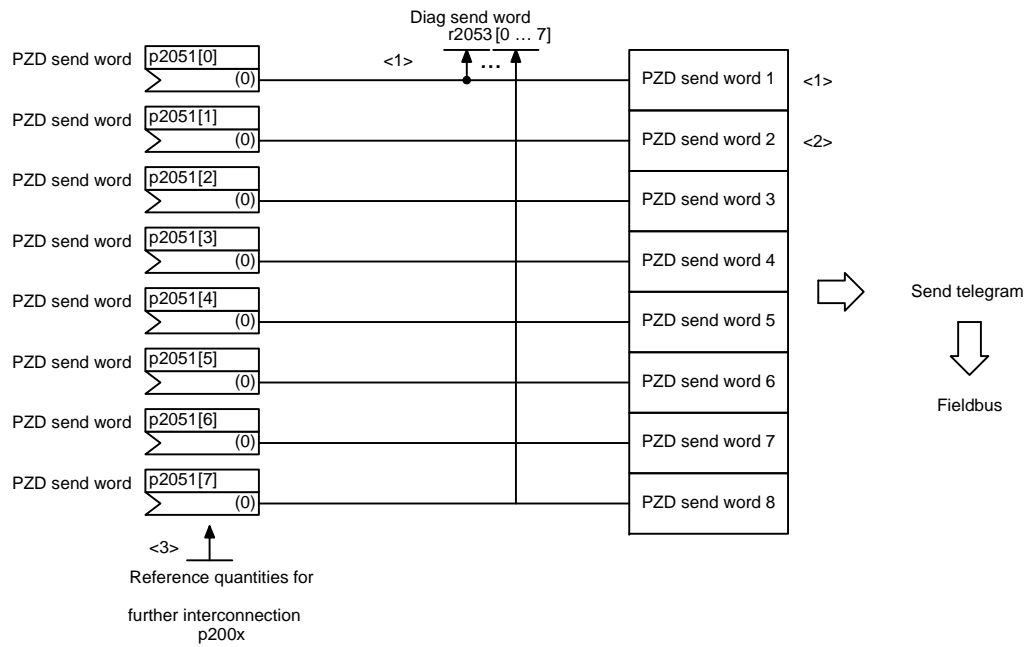 Diag send word
r2053 [0 … 7]
<1>
...
PZD send word
p2051[0]
(0)
PZD send word 1
<1>
PZD send word
p2051[1]
(0)
PZD send word 2
<2>
PZD send word
p2051[2]
(0)
PZD send word 3
PZD send word
p2051[3]
(0)
PZD send word 4
PZD send word
p2051[4]
(0)
PZD send word 5
PZD send word
p2051[5]
(0)
PZD send word 6
PZD send word
p2051[6]
(0)
PZD send word 7
PZD send word
p2051[7]
(0)
PZD send word 8
Send telegram
Fieldbus
<3>
Reference quantities for
further interconnection
p200x